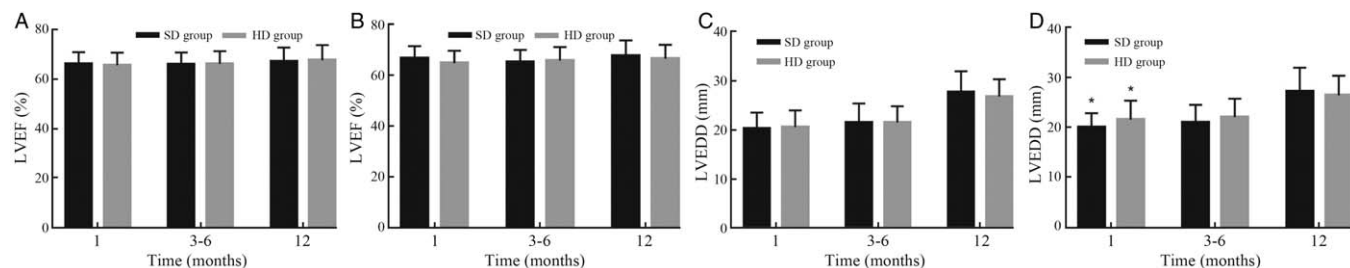 A
LVEF (%)
80
60
40
20
0
SD group HD group
1 3-6 12
Time (months)
B
LVEF (%)
80
60
40
20
0
SD group HD group
1 3-6 12
Time (months)
C
LVEDD (mm)
40
30
20
10
0
SD group
HD group
1 3-6 12
Time (months)
D
LVEDD (mm)
40
30
20
10
0
SD group
HD group
* *
1 3-6 12
Time (months)